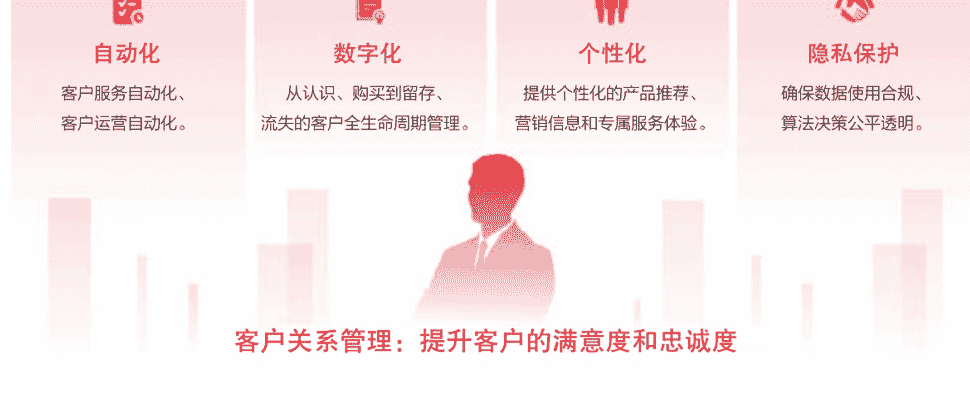 自动化
客户服务自动化、
客户运营自动化。
数字化
从认识、购买到留存、
流失的客户全生命周期管理。
个性化
提供个性化的产品推荐、
营销信息和专属服务体验。
隐私保护
确保数据使用合规、
算法决策公平透明。
客户关系管理：提升客户的满意度和忠诚度